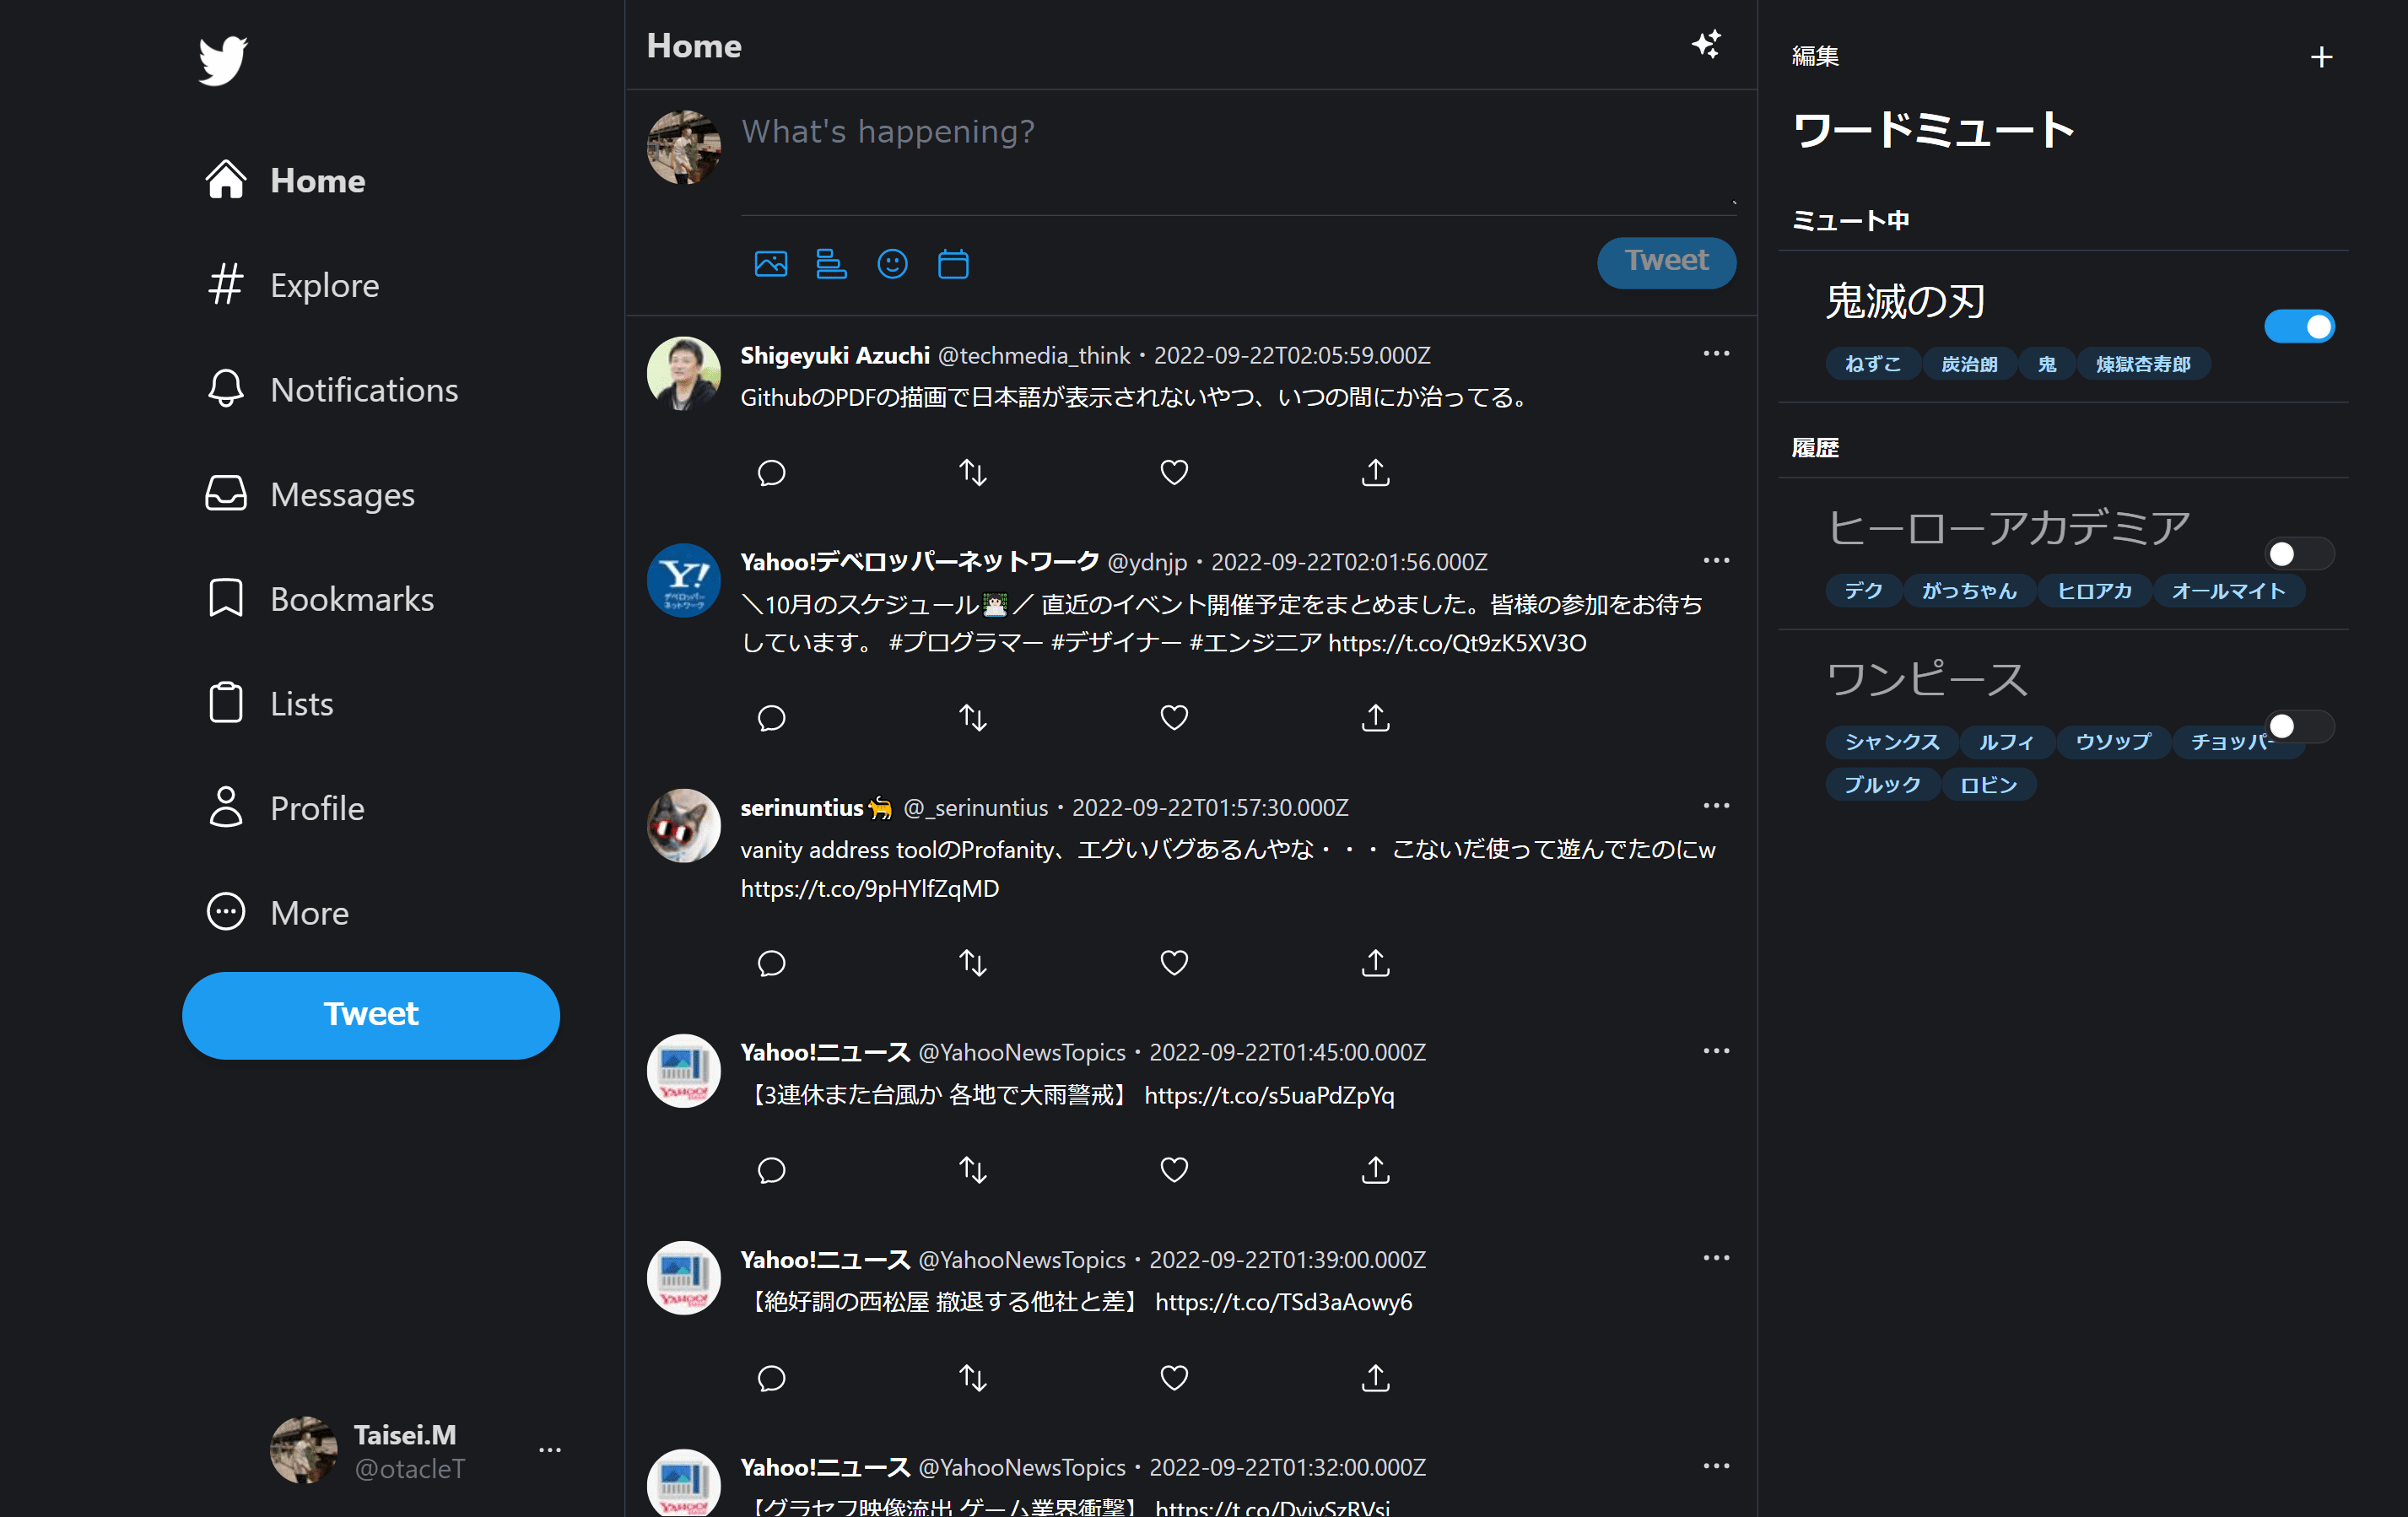 Home
Explore
Notifications
Messages
Bookmarks
Lists
Profile
More
Tweet
Taisei.M
@otacleT
Home
What's happening?
Tweet
Shigeyuki Azuchi @techmedia_think・2022-09-22T02:05:59.000Z
GithubのPDFの描画で日本語が表示されないやつ、いつの間にか治ってる。
Yahoo!デベロッパーネットワーク @ydnjp・2022-09-22T02:01:56.000Z
＼10月のスケジュール👨🏻‍💻／ 直近のイベント開催予定をまとめました。皆様の参加をお待ち
しています。 #プログラマー #デザイナー #エンジニア https://t.co/Qt9zK5XV3O
serinuntius🐅 @_serinuntius・2022-09-22T01:57:30.000Z
vanity address toolのProfanity、エグいバグあるんやな・・・ こないだ使って遊んでたのにw
https://t.co/9pHYlfZqMD
Yahoo!ニュース @YahooNewsTopics・2022-09-22T01:45:00.000Z
【3連休また台風か 各地で大雨警戒】 https://t.co/s5uaPdZpYq
Yahoo!ニュース @YahooNewsTopics・2022-09-22T01:39:00.000Z
【絶好調の西松屋 撤退する他社と差】 https://t.co/TSd3aAowy6
Yahoo!ニュース @YahooNewsTopics・2022-09-22T01:32:00.000Z
【グラセフ映像流出 ゲーム業界衝撃】
編集
ワードミュート
ミュート中
鬼滅の刃
ねずこ 炭治朗 鬼 煉獄杏寿郎
履歴
ヒーローアカデミア
デク がっちゃん ヒロアカ オールマイト
ワンピース
シャンクス ルフィ ウソップ チョッパー
ブルック ロビン